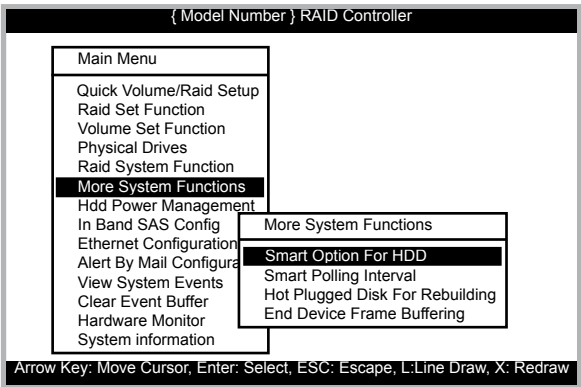 { Model Number } RAID Controller
Main Menu
Quick Volume/Raid Setup
Raid Set Function
Volume Set Function
Physical Drives
Raid System Function
More System Functions
Hdd Power Management
In Band SAS Config
Ethernet Configuration
Alert By Mail Configura
View System Events
Clear Event Buffer
Hardware Monitor
System information
More System Functions
Smart Option For HDD
Smart Polling Interval
Hot Plugged Disk For Rebuilding
End Device Frame Buffering
Arrow Key: Move Cursor, Enter: Select, ESC: Escape, L:Line Draw, X: Redraw